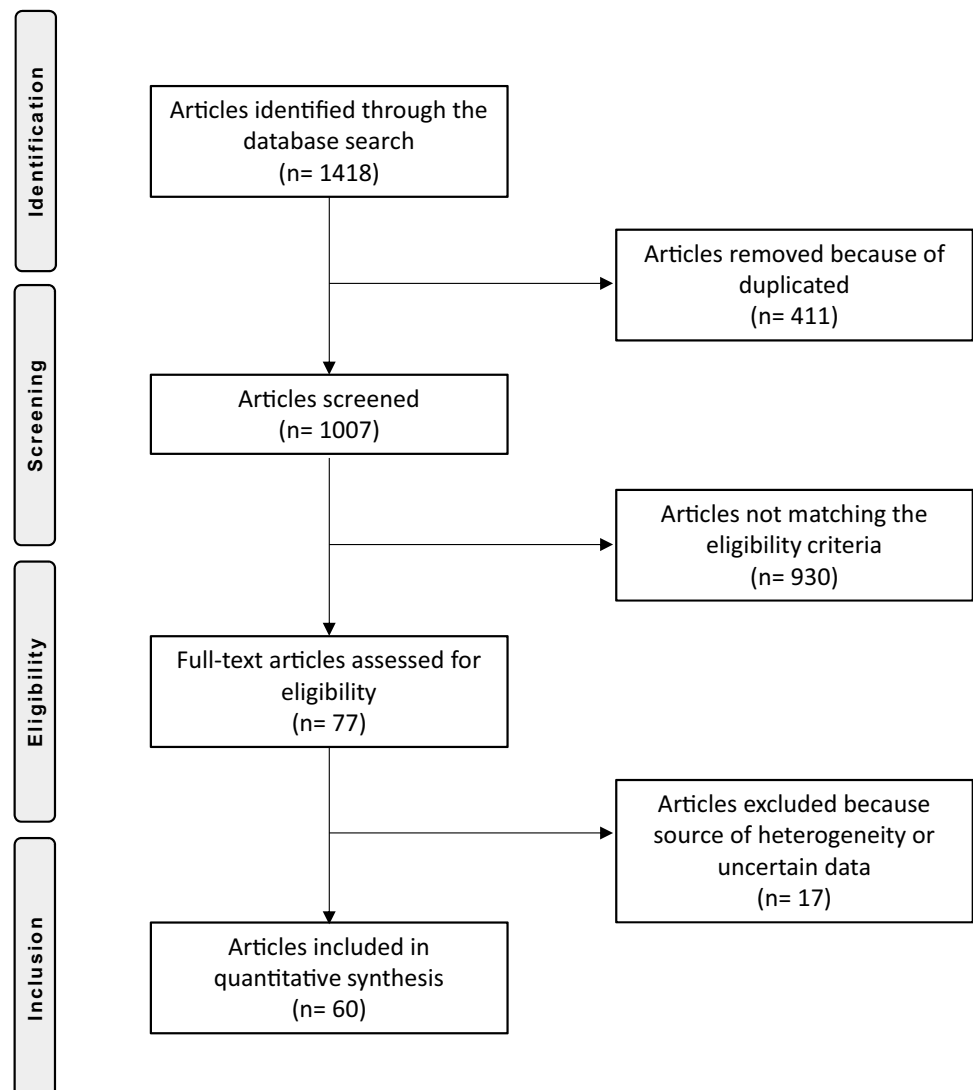 Identification
Articles identified through the
database search
(n= 1418)
Articles removed because of
duplicated
(n= 411)
Screening
Articles screened
(n= 1007)
Articles not matching the
eligibility criteria
(n= 930)
Eligibility
Full-text articles assessed for
eligibility
(n= 77)
Articles excluded because
source of heterogeneity or
uncertain data
(n= 17)
Inclusion
Articles included in
quantitative synthesis
(n= 60)